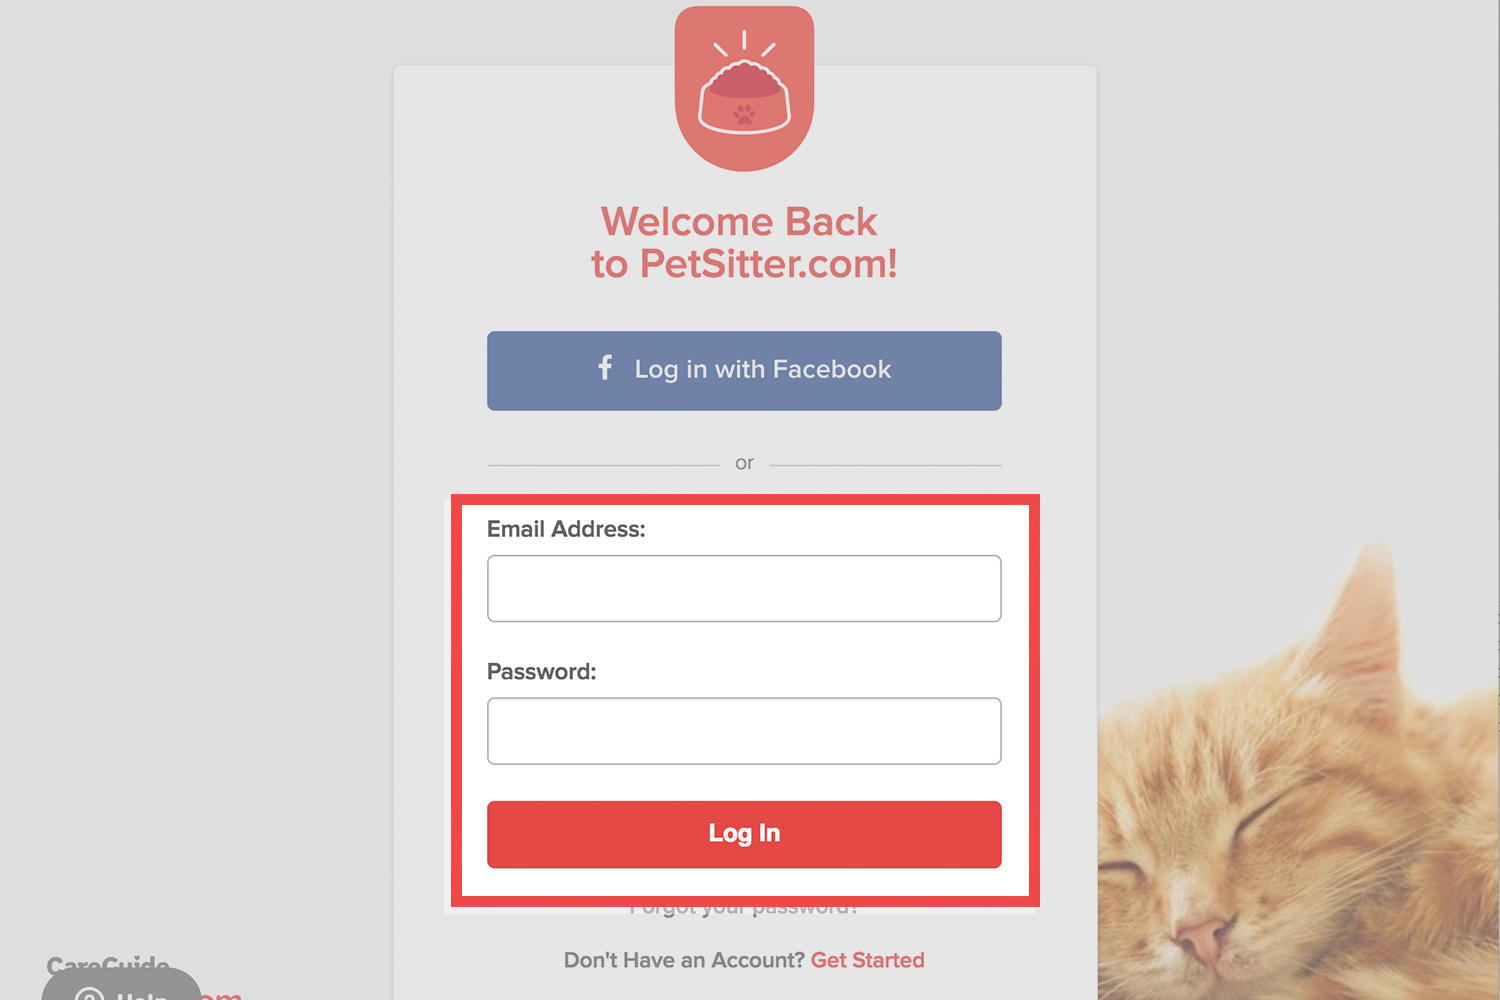 Welcome Back
to PetSitter.com!
f Log in with Facebook
or
Email Address:
Password:
Log In
Forgot your password?
Don't Have an Account? Get Started
CareGuide
Help